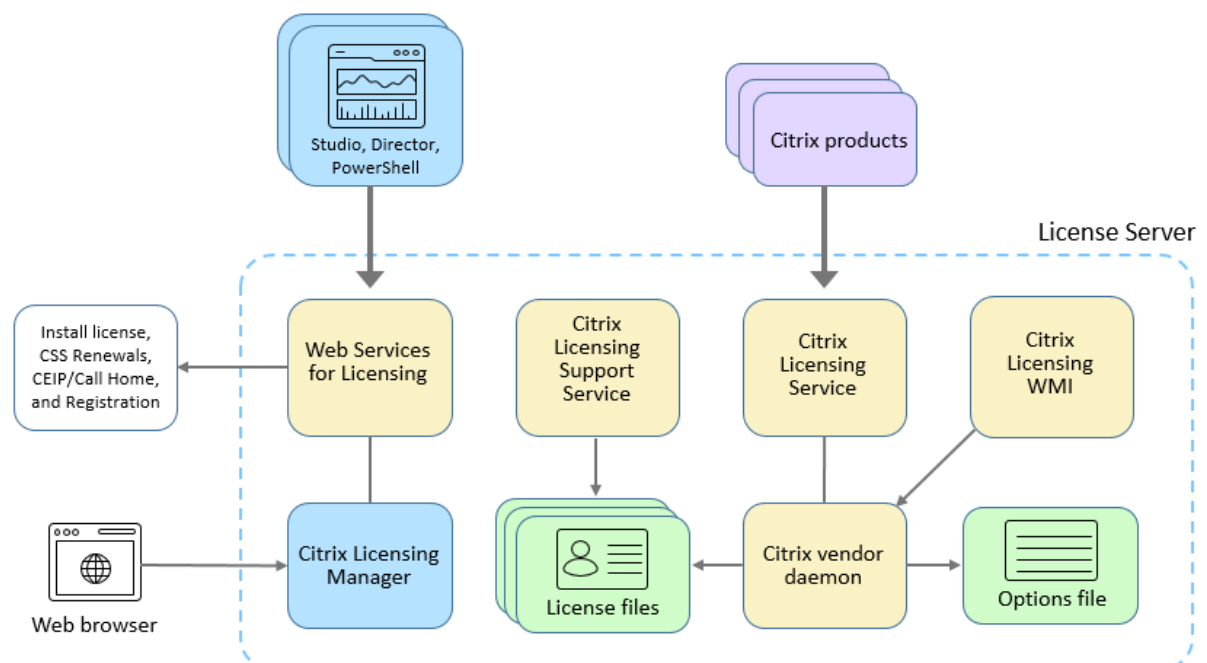 Studio, Director,
PowerShell
Citrix products
License Server
Install license,
CSS Renewals,
CEIP/Call Home,
and Registration
Web Services
for Licensing
Citrix
Licensing
Support
Service
Citrix
Licensing
Service
Citrix
Licensing
WMI
Web browser
Citrix Licensing
Manager
License files
Citrix vendor
daemon
Options file